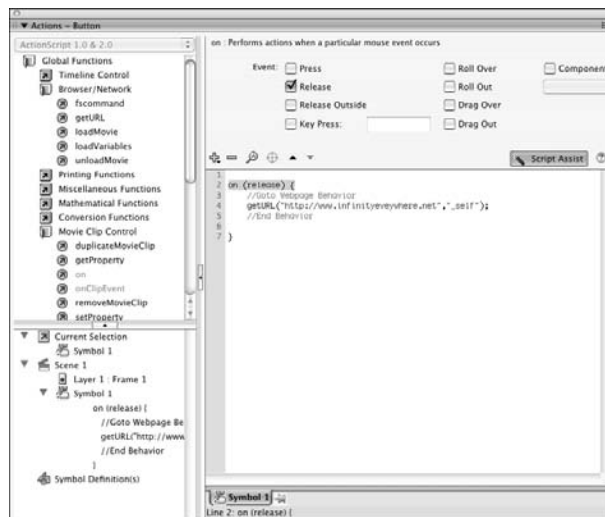 Actions – Button
ActionScript 1.0 & 2.0
Global Functions
Timeline Control
Browser/Network
fscommand
getURL
loadMovie
loadVariables
unloadMovie
Printing Functions
Miscellaneous Functions
Mathematical Functions
Conversion Functions
Movie Clip Control
duplicateMovieClip
getProperty
on
onClipEvent
removeMovieClip
setProperty
Current Selection
Symbol 1
Scene 1
Layer 1 : Frame 1
Symbol 1
on (release) {
//Goto Webpage Be
getURL("http://www
//End Behavior
}
Symbol Definition(s)
on : Performs actions when a particular mouse event occurs
Event:
Press
Roll Over
Component
Release
Roll Out
Release Outside
Drag Over
Key Press:
Drag Out
Script Assist
1
2 on (release) {
3 //Goto Webpage Behavior
4 getURL("http://www.infinityeveywhere.net","_self");
5 //End Behavior
6
7 }
Symbol 1
Line 2: on (release) {